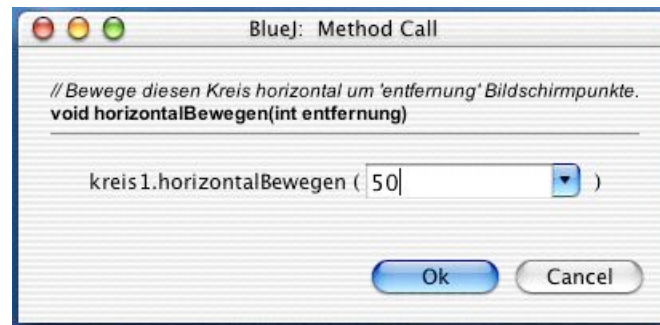 BlueJ: Method Call
// Bewege diesen Kreis horizontal um 'entfernung' Bildschirmpunkte.
void horizontalBewegen(int entfernung)
kreis1.horizontalBewegen ( 50 )
Ok Cancel